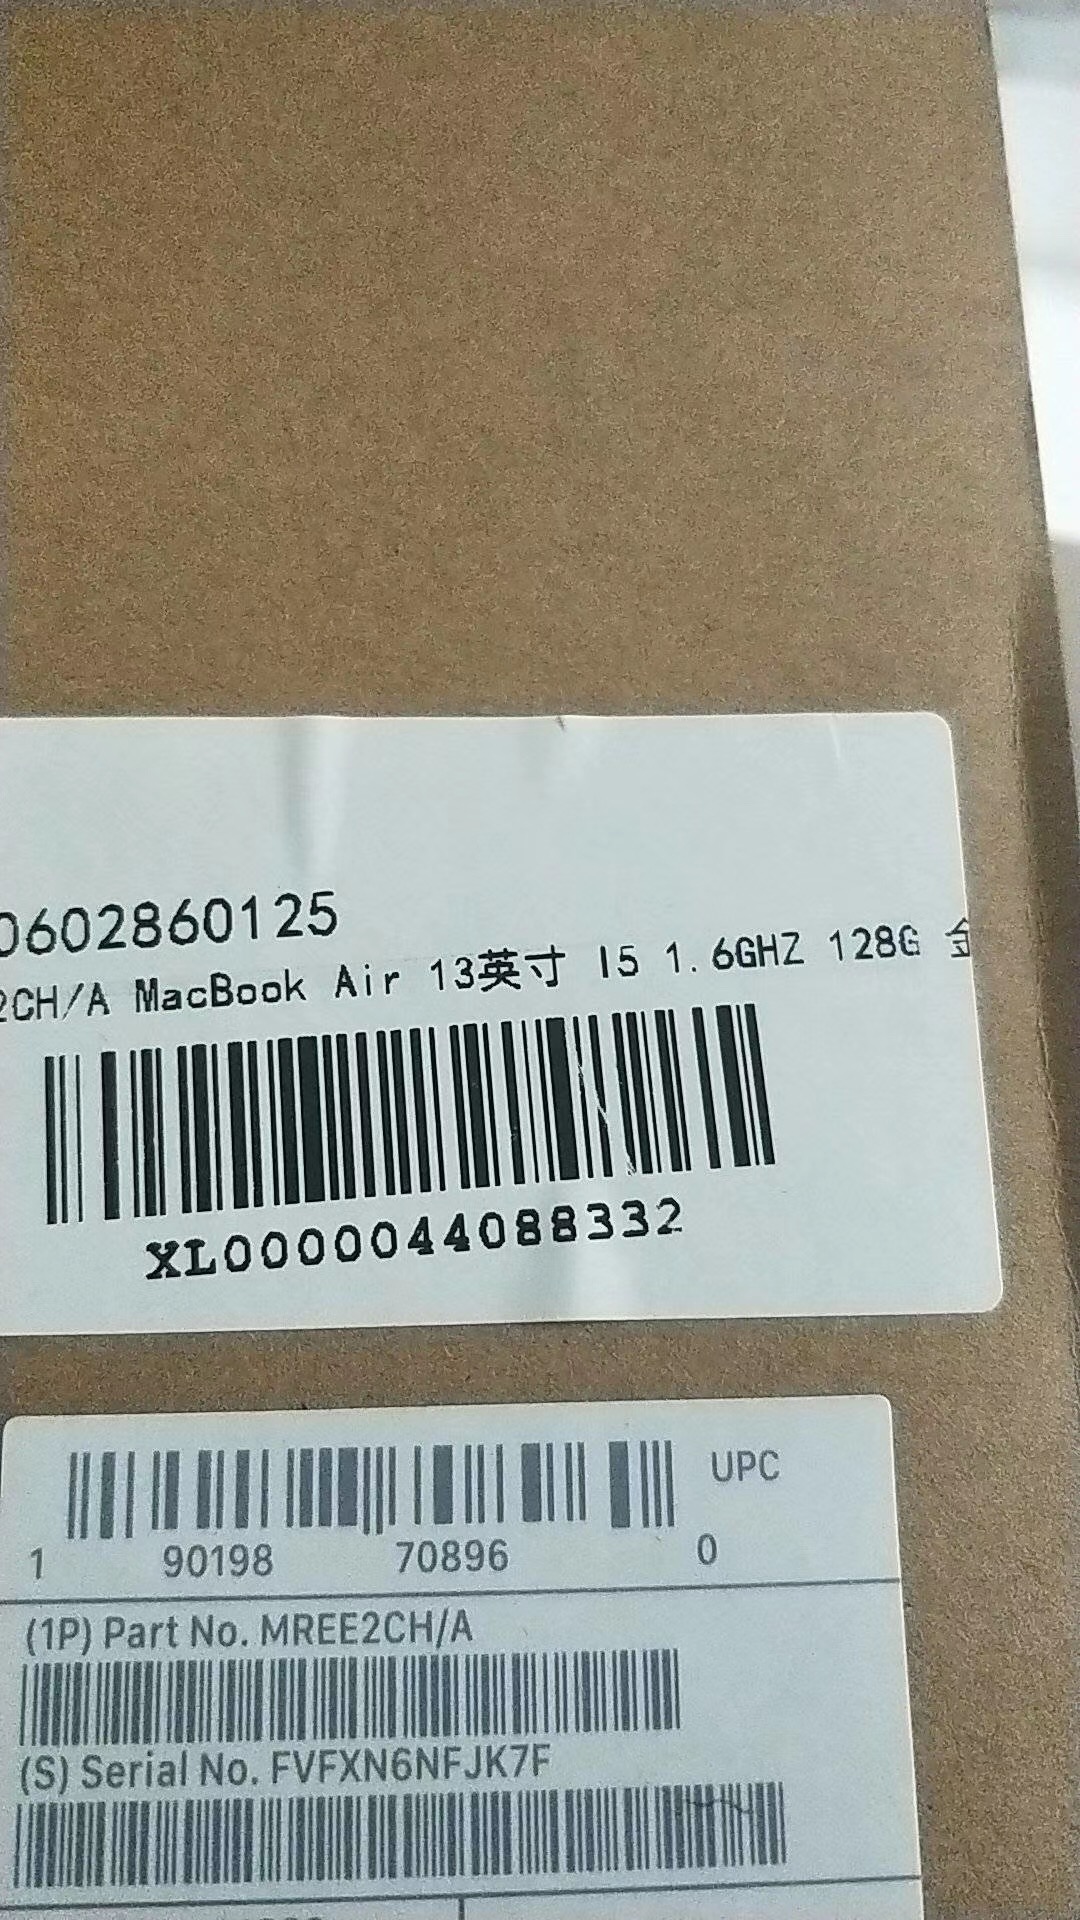 0602860125
2CH/A MacBook Air 13英寸 I5 1.6GHZ 128G 金
XL0000044088332
UPC
1 90198 70896 0
(1P) Part No. MREE2CH/A
(S) Serial No. FVFXN6NFJK7F